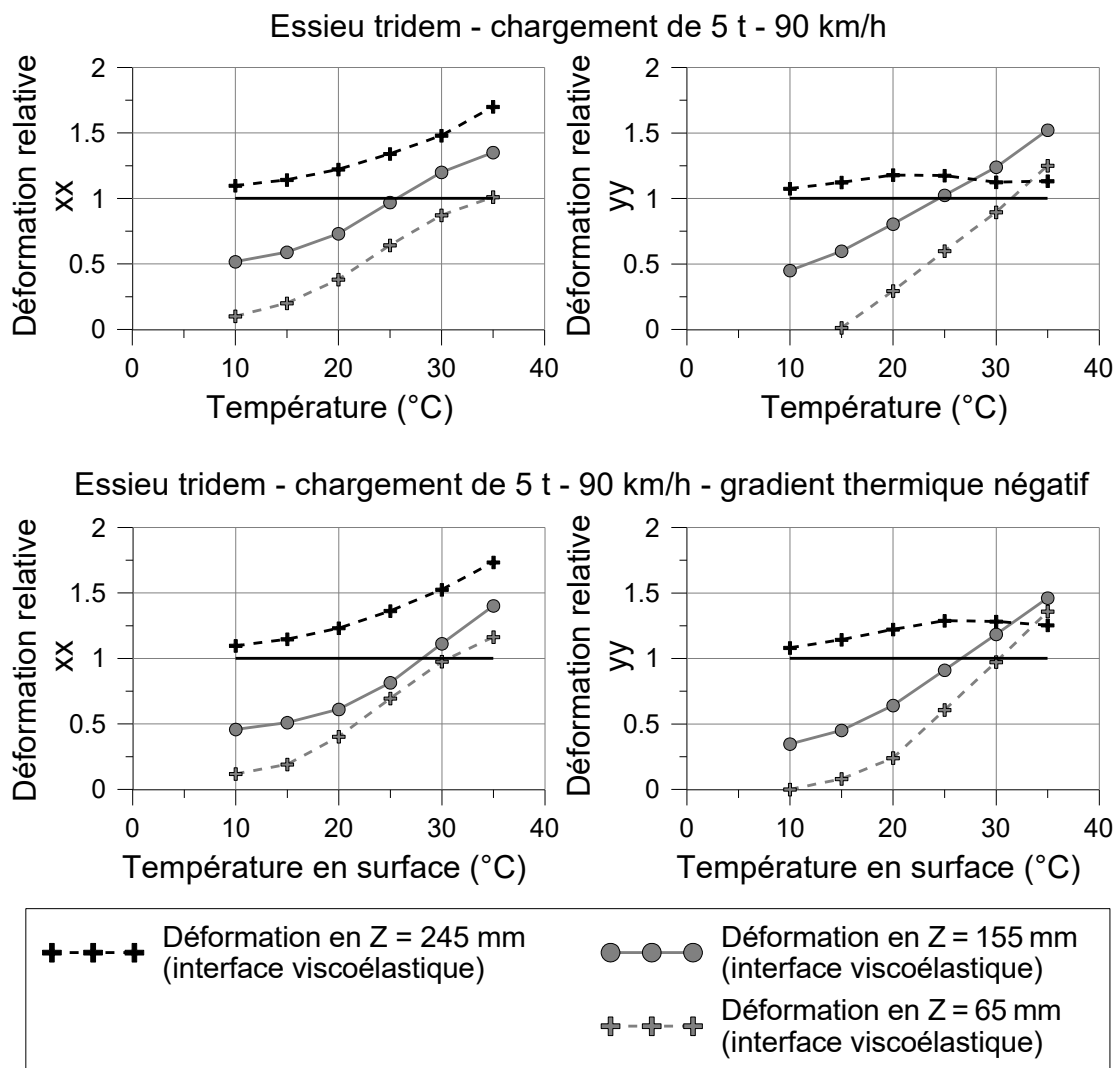 Essieu tridem - chargement de 5 t - 90 km/h
Déformation relative
xx
2
1.5
1
0.5
0
0
10
20
30
40
Température (°C)
Déformation relative
yy
2
1.5
1
0.5
0
0
10
20
30
40
Température (°C)
Essieu tridem - chargement de 5 t - 90 km/h - gradient thermique négatif
Déformation relative
xx
2
1.5
1
0.5
0
0
10
20
30
40
Température en surface (°C)
Déformation relative
yy
2
1.5
1
0.5
0
0
10
20
30
40
Température en surface (°C)
Déformation en Z = 245 mm
(interface viscoélastique)
Déformation en Z = 155 mm
(interface viscoélastique)
Déformation en Z = 65 mm
(interface viscoélastique)